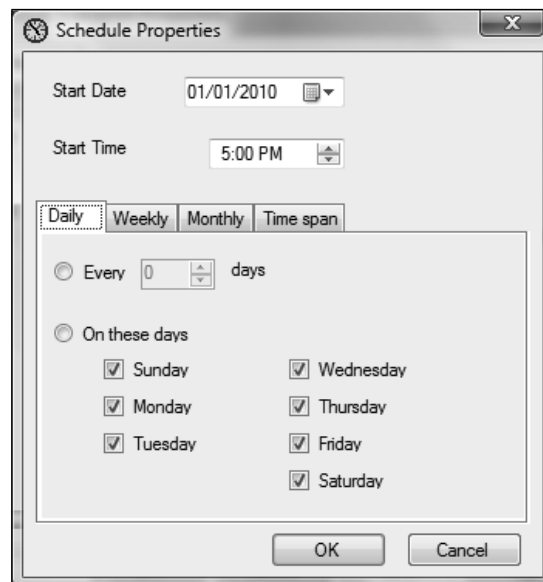 Schedule Properties
Start Date 01/01/2010
Start Time 5:00 PM
Daily Weekly Monthly Time span
Every 0 days
On these days
Sunday Wednesday
Monday Thursday
Tuesday Friday
Saturday
OK Cancel